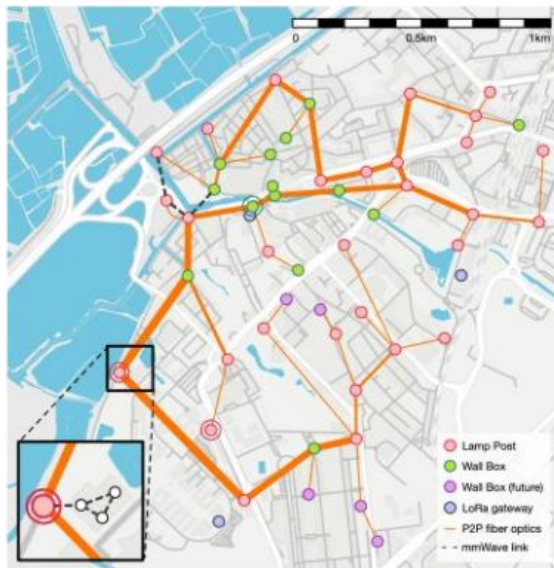 0 0.5km 1km
Lamp Post
Wall Box
Wall Box (future)
LoRa gateway
P2P fiber optics
mmWave link